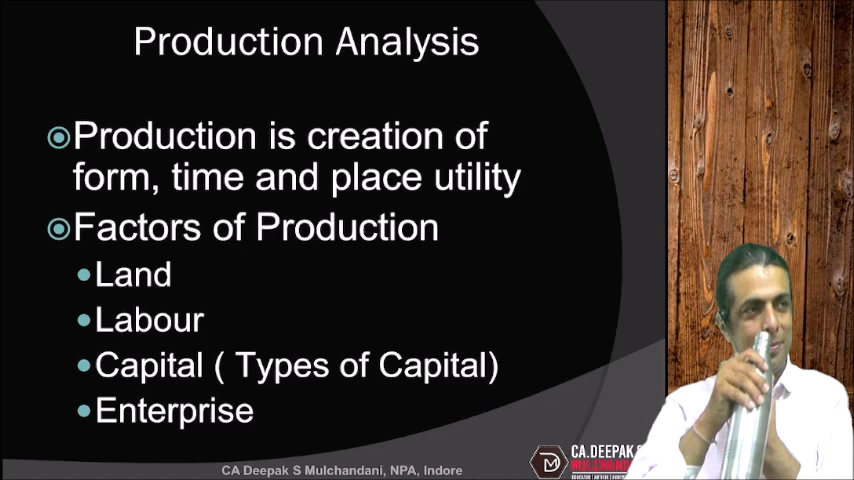 Production Analysis
Production is creation of
form, time and place utility
Factors of Production
Land
Labour
Capital ( Types of Capital)
Enterprise
CA Deepak S Mulchandani, NPA, Indore
CA.DEEPAK S
MULCHAND